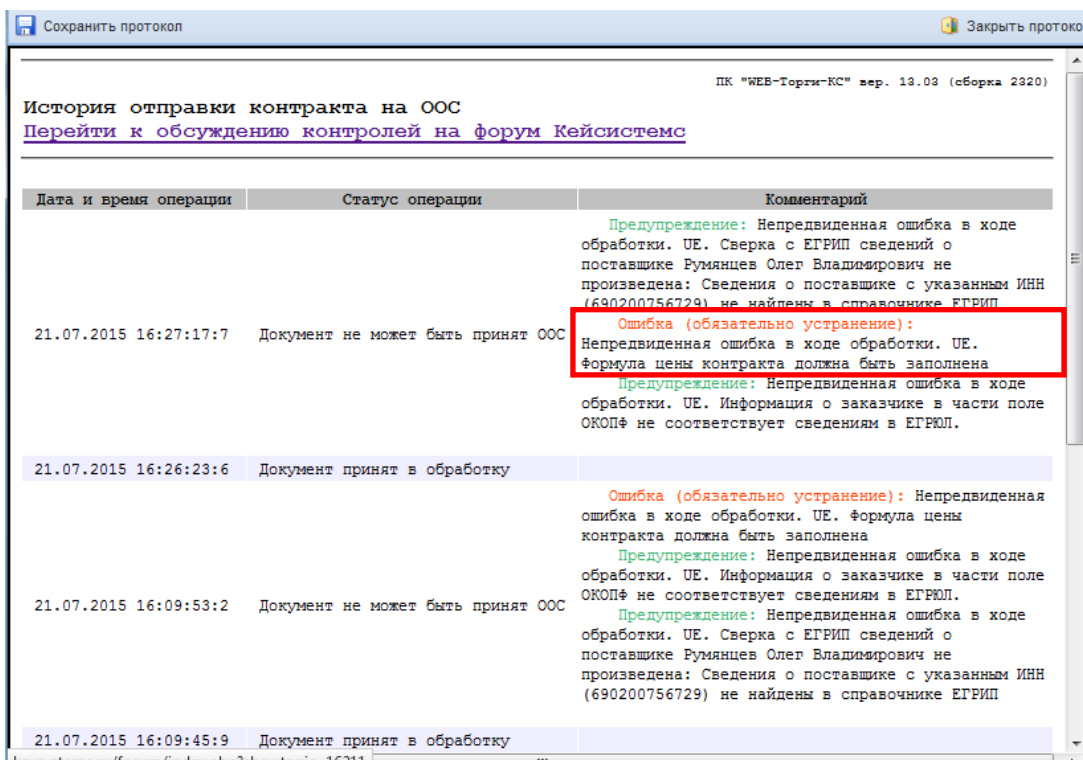 Сохранить протокол
Закрыть протоко
ПК "WEB-Торги-КС" вер. 13.03 (сборка 2320)
История отправки контракта на ООС
Перейти к обсуждению контролей на форум Кейсистемс
Дата и время операции Статус операции Комментарий
Предупреждение: Непредвиденная ошибка в ходе
обработки. UE. Сверка с ЕГРИП сведений о
поставщике Румянцев Олег Владимирович не
произведена: Сведения о поставщике с указанным ИНН
(690200756729) не найдены в справочнике ЕГРИП
21.07.2015 16:27:17:7 Документ не может быть принят ООС
Ошибка (обязательно устранение):
Непредвиденная ошибка в ходе обработки. UE.
Формула цены контракта должна быть заполнена
Предупреждение: Непредвиденная ошибка в ходе
обработки. UE. Информация о заказчике в части поле
ОКОПФ не соответствует сведениям в ЕГРЮЛ.
21.07.2015 16:26:23:6 Документ принят в обработку
Ошибка (обязательно устранение): Непредвиденная
ошибка в ходе обработки. UE. Формула цены
контракта должна быть заполнена
Предупреждение: Непредвиденная ошибка в ходе
обработки. UE. Информация о заказчике в части поле
ОКОПФ не соответствует сведениям в ЕГРЮЛ.
21.07.2015 16:09:53:2 Документ не может быть принят ООС
Предупреждение: Непредвиденная ошибка в ходе
обработки. UE. Сверка с ЕГРИП сведений о
поставщике Румянцев Олег Владимирович не
произведена: Сведения о поставщике с указанным ИНН
(690200756729) не найдены в справочнике ЕГРИП
21.07.2015 16:09:45:9 Документ принят в обработку